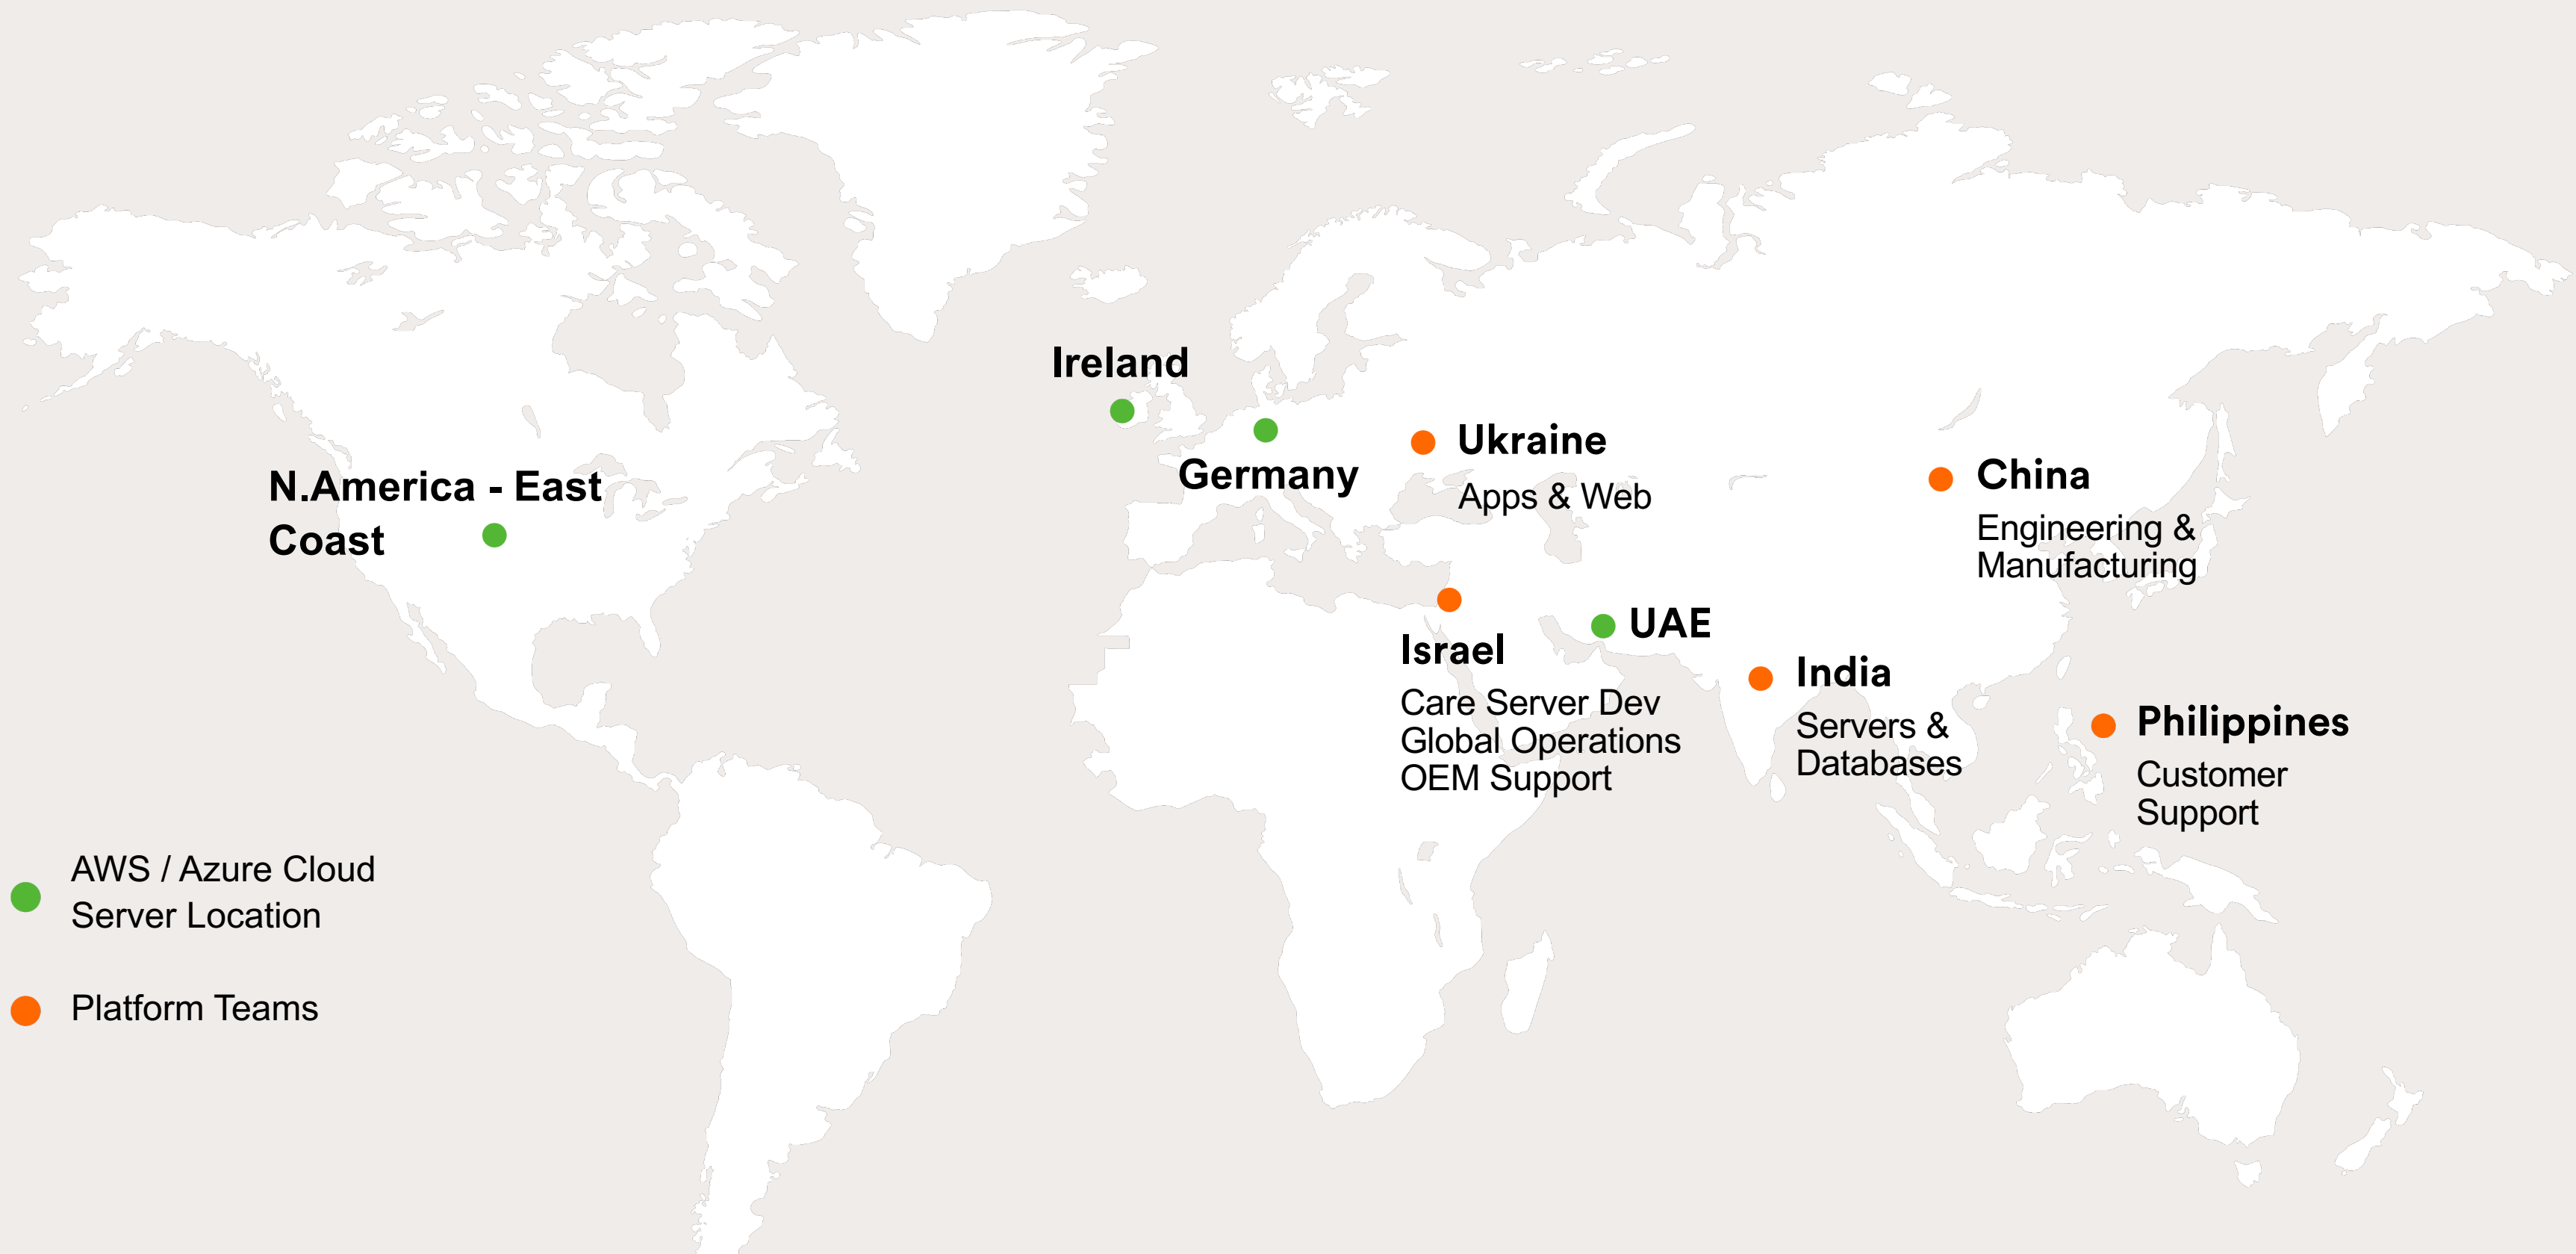 Ireland
Germany
Ukraine
Apps & Web
N.America - East
Coast
China
Engineering &
Manufacturing
UAE
Israel
Care Server Dev
Global Operations
OEM Support
India
Servers &
Databases
Philippines
Customer
Support
AWS / Azure Cloud
Server Location
Platform Teams